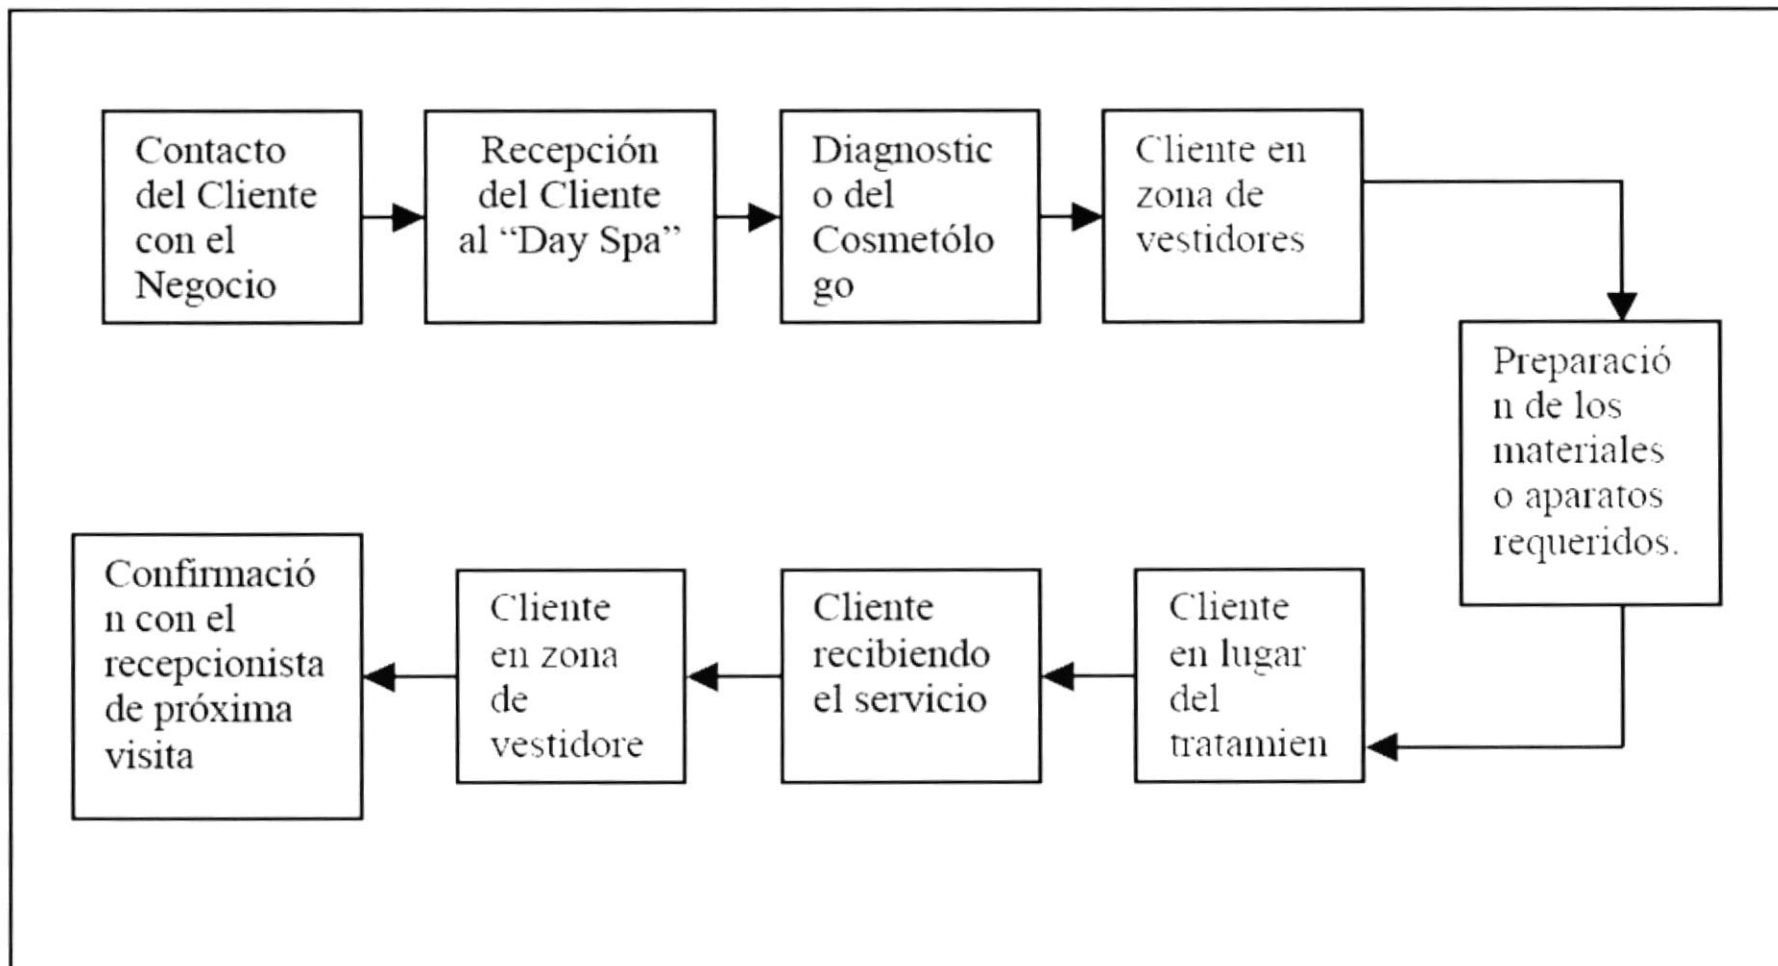 Contacto
del Cliente
con el
Negocio
Recepción
del Cliente
al “Day Spa”
Diagnostic
o del
Cosmetólo
go
Cliente en
zona de
vestidores
Preparació
n de los
materiales
o aparatos
requeridos.
Cliente
en lugar
del
tratamien
Cliente
recibiendo
el servicio
Cliente
en zona
de
vestidore
Confirmació
n con el
recepcionista
de próxima
visita